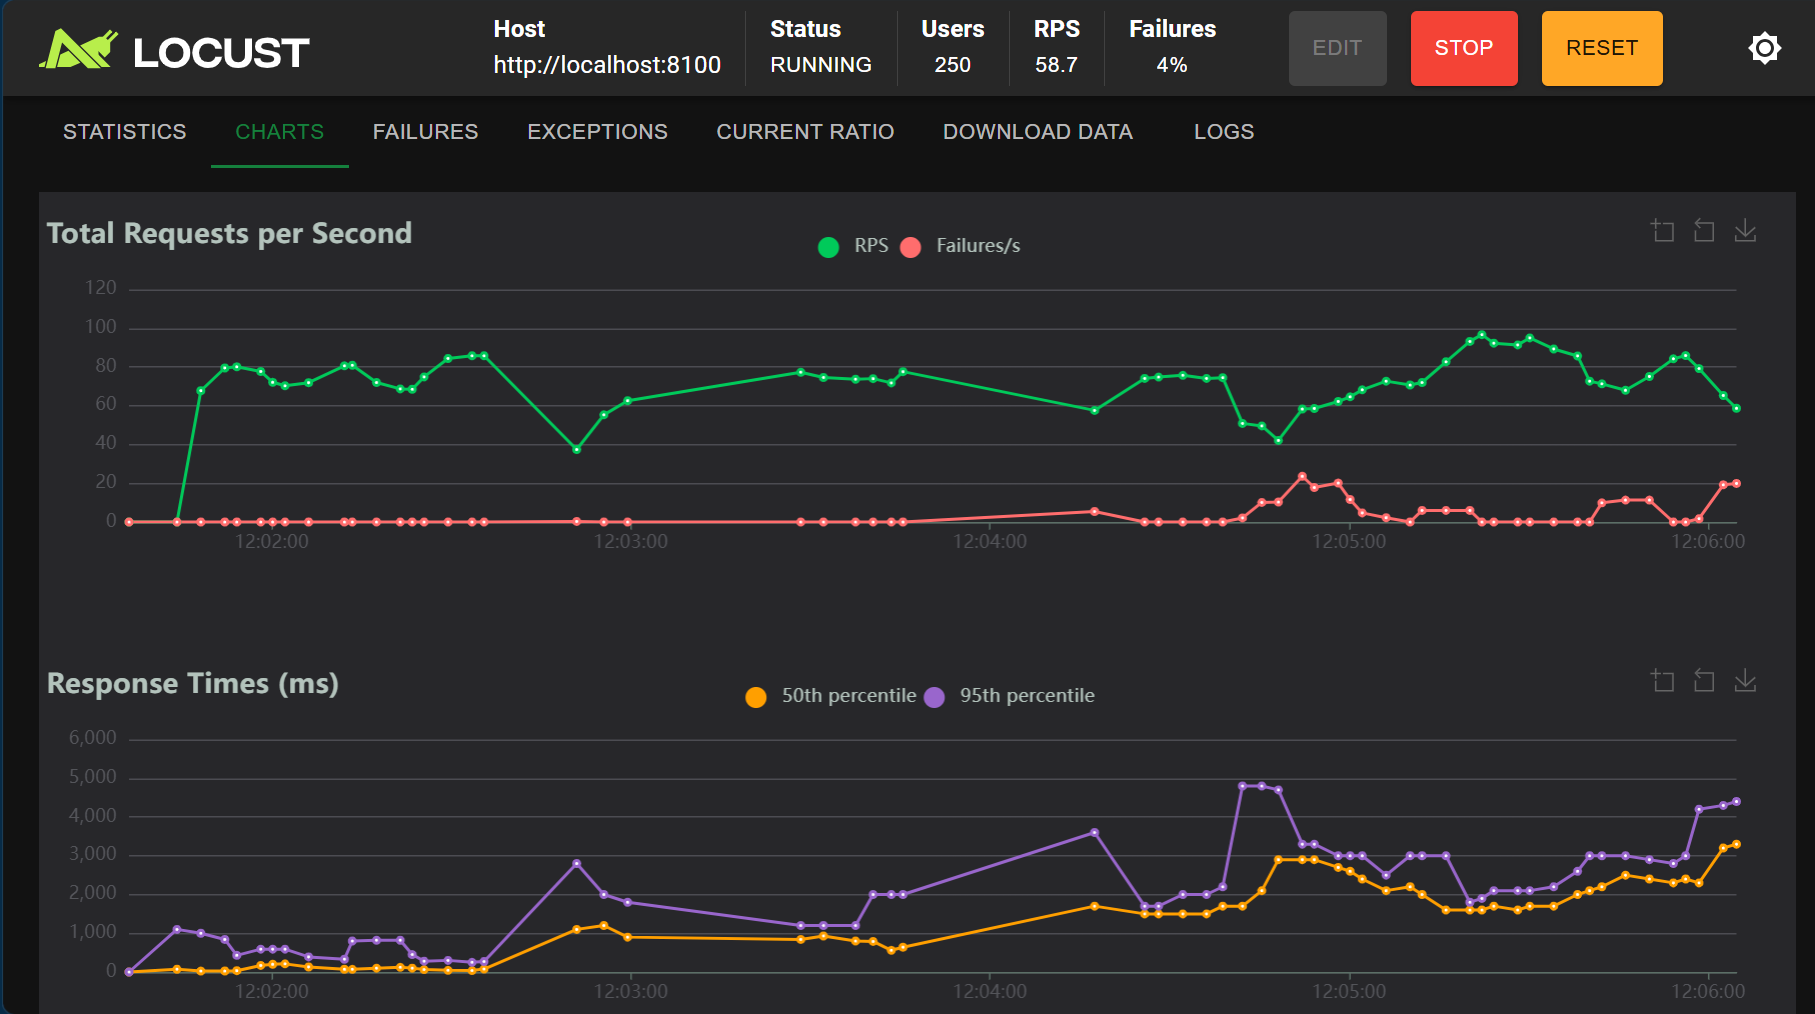 LOCUST
Host
http://localhost:8100
Status
RUNNING
Users
250
RPS
58.7
Failures
4%
EDIT
STOP
RESET
STATISTICS
CHARTS
FAILURES
EXCEPTIONS
CURRENT RATIO
DOWNLOAD DATA
LOGS
Total Requests per Second
RPS
Failures/s
120
100
80
60
40
20
0
12:02:00
12:03:00
12:04:00
12:05:00
12:06:00
Response Times (ms)
50th percentile
95th percentile
6,000
5,000
4,000
3,000
2,000
1,000
0
12:02:00
12:03:00
12:04:00
12:05:00
12:06:00